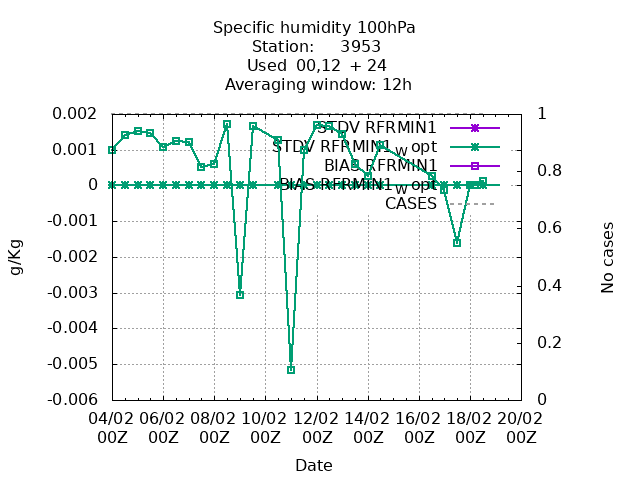 Specific humidity 100hPa
Station: 3953
Used 00,12 + 24
Averaging window: 12h
0.002
0.001
0
-0.001
-0.002
-0.003
-0.004
-0.005
-0.006
g/Kg
STDV RFRMIN1
STDV RFRMIN1_w_opt
BIAS RFRMIN1
BIAS RFRMIN1_w_opt
CASES
1
0.8
0.6
0.4
0.2
0
No cases
04/02 06/02 08/02 10/02 12/02 14/02 16/02 18/02 20/02
00Z 00Z 00Z 00Z 00Z 00Z 00Z 00Z 00Z
Date